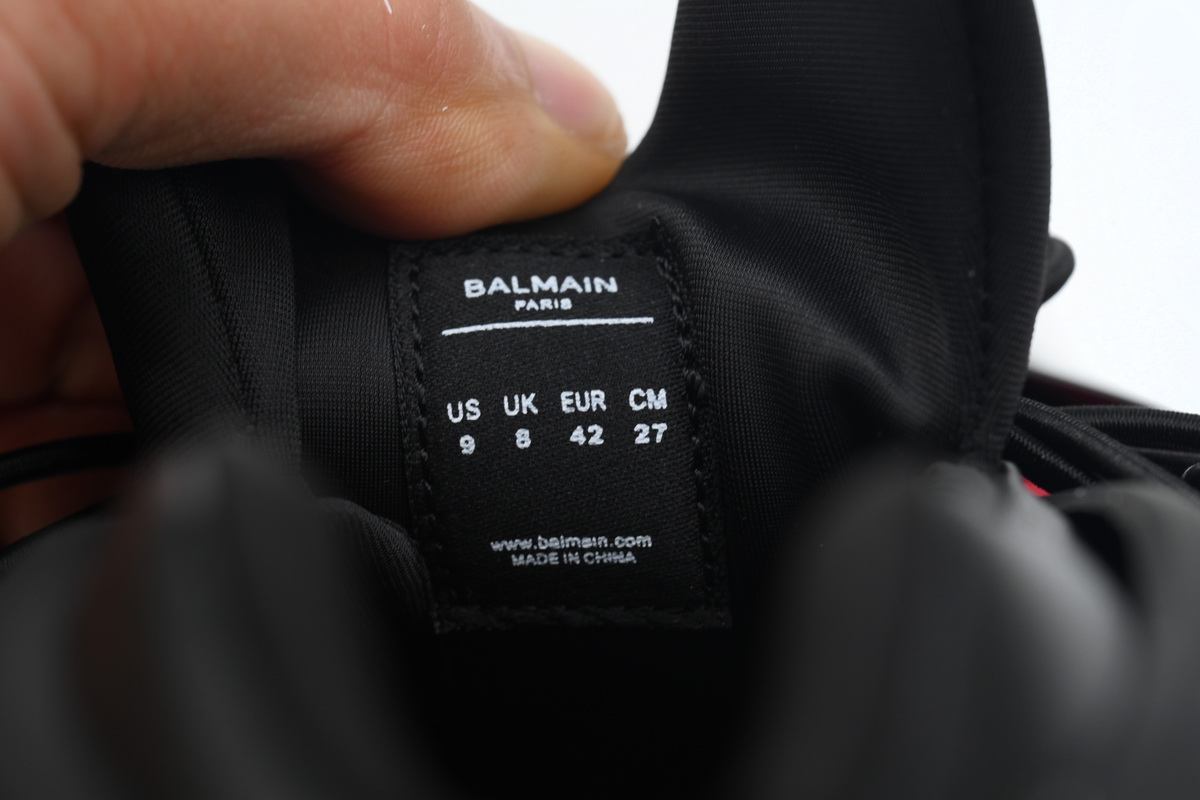 BALMAIN
PARIS
US UK EUR CM
9 8 42 27
www.balmain.com
MADE IN CHINA